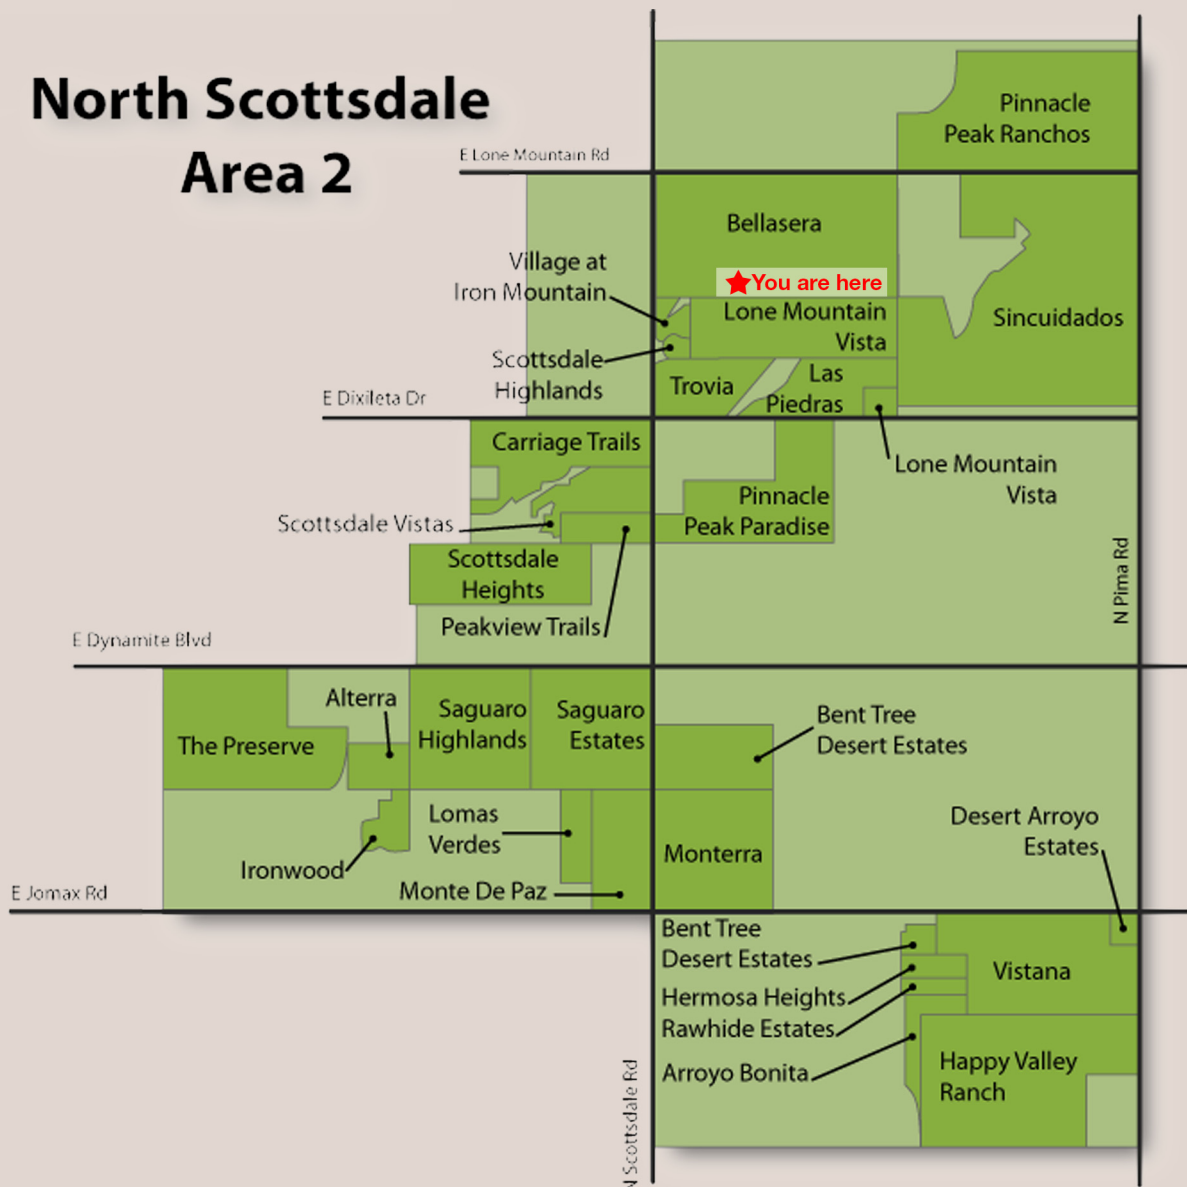 North Scottsdale
Area 2
Pinnacle
Peak Ranchos
E Lone Mountain Rd
Bellasera
Village at
Iron Mountain
You are here
Lone Mountain
Vista
Sincuidados
Scottsdale
Highlands
Trovia
Las
Piedras
E Dixileta Dr
Carriage Trails
Lone Mountain
Vista
Pinnacle
Peak Paradise
Scottsdale Vistas
Scottsdale
Heights
N Pima Rd
Peakview Trails
E Dynamite Blvd
Alterra
Saguaro
Highlands
Saguaro
Estates
The Preserve
Bent Tree
Desert Estates
Lomas
Verdes
Desert Arroyo
Estates
Monterra
Ironwood
Monte De Paz
E Jomax Rd
Bent Tree
Desert Estates
Vistana
Hermosa Heights
Rawhide Estates
Arroyo Bonita
Happy Valley
Ranch
N Scottsdale Rd